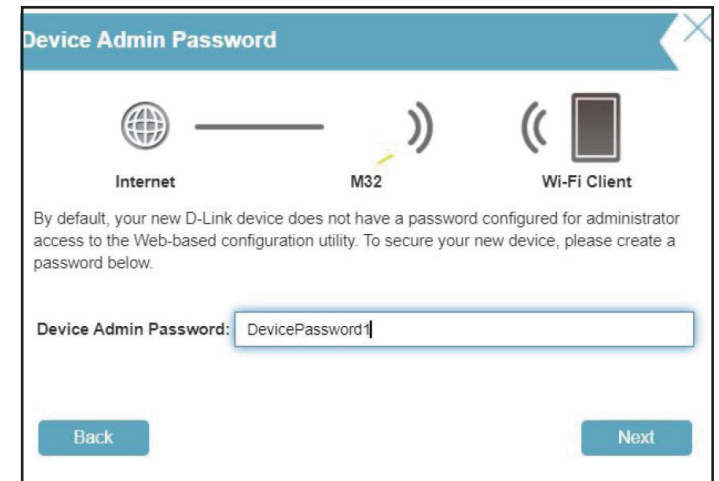 Device Admin Password
Internet M32 Wi-Fi Client
By default, your new D-Link device does not have a password configured for administrator
access to the Web-based configuration utility. To secure your new device, please create a
password below.
Device Admin Password: DevicePassword1
Back Next